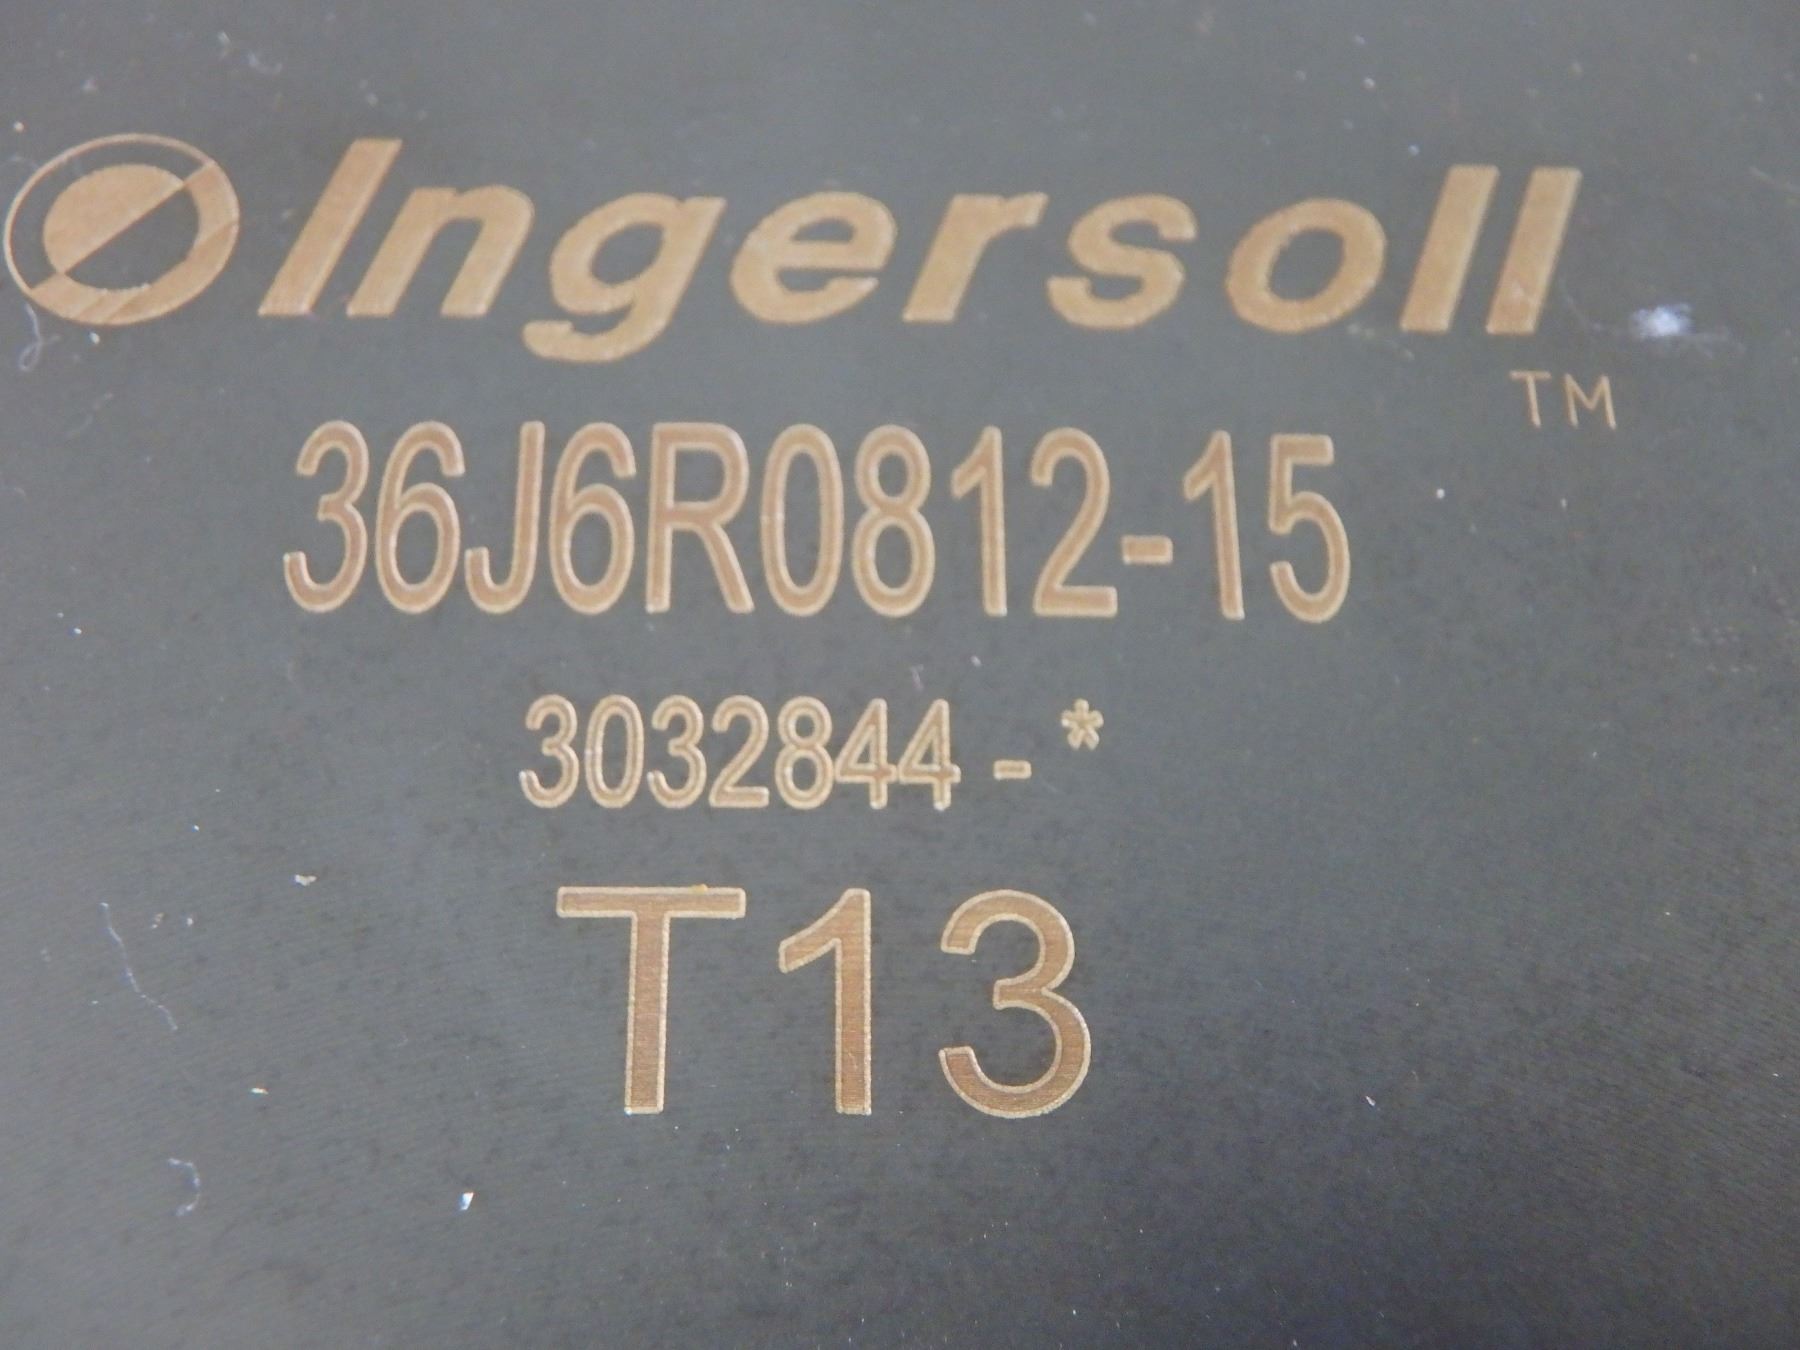 Ingersoll
TM
36J6R0812-15
3032844 - *
T13